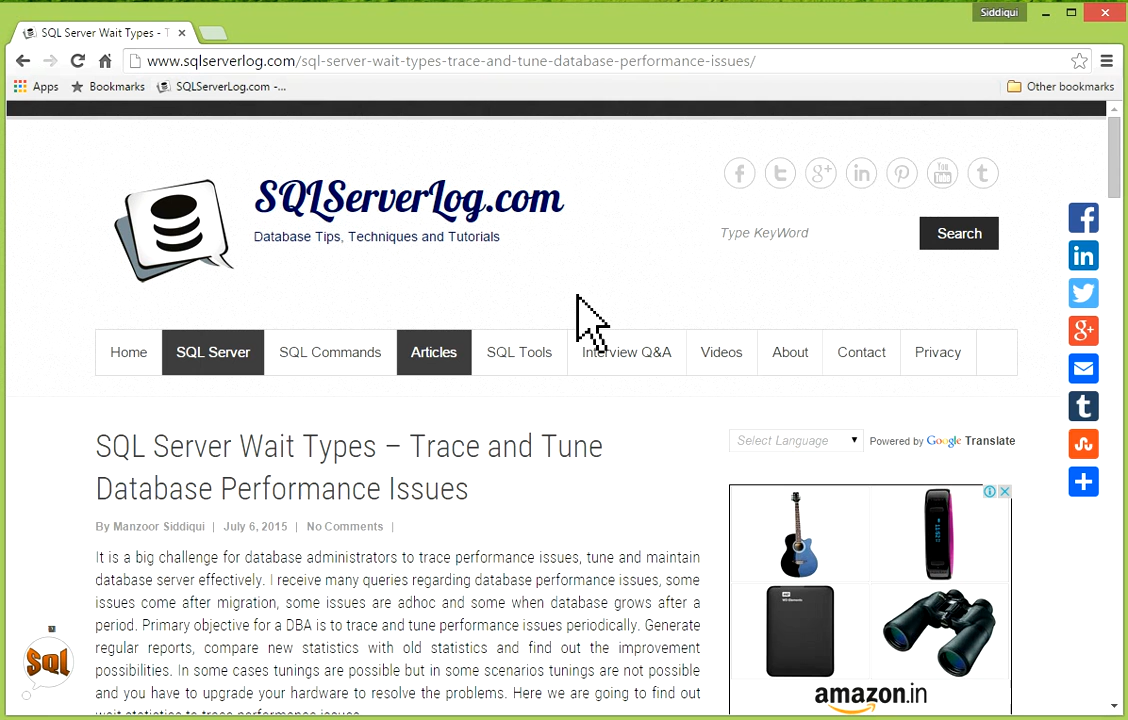 Siddiqui
SQL Server Wait Types - T
www.sqlserverlog.com/sql-server-wait-types-trace-and-tune-database-performance-issues/
Apps Bookmarks SQLServerLog.com -... Other bookmarks
SQLServerLog.com
Database Tips, Techniques and Tutorials
Type KeyWord Search
Home SQL Server SQL Commands Articles SQL Tools Interview Q&A Videos About Contact Privacy
SQL Server Wait Types – Trace and Tune
Database Performance Issues
Select Language Powered by Google Translate
By Manzoor Siddiqui | July 6, 2015 | No Comments |
It is a big challenge for database administrators to trace performance issues, tune and maintain
database server effectively. I receive many queries regarding database performance issues, some
issues come after migration, some issues are adhoc and some when database grows after a
period. Primary objective for a DBA is to trace and tune performance issues periodically. Generate
regular reports, compare new statistics with old statistics and find out the improvement
possibilities. In some cases tunings are possible but in some scenarios tunings are not possible
and you have to upgrade your hardware to resolve the problems. Here we are going to find out
wait statistics to trace performance issues.
Sql
amazon.in